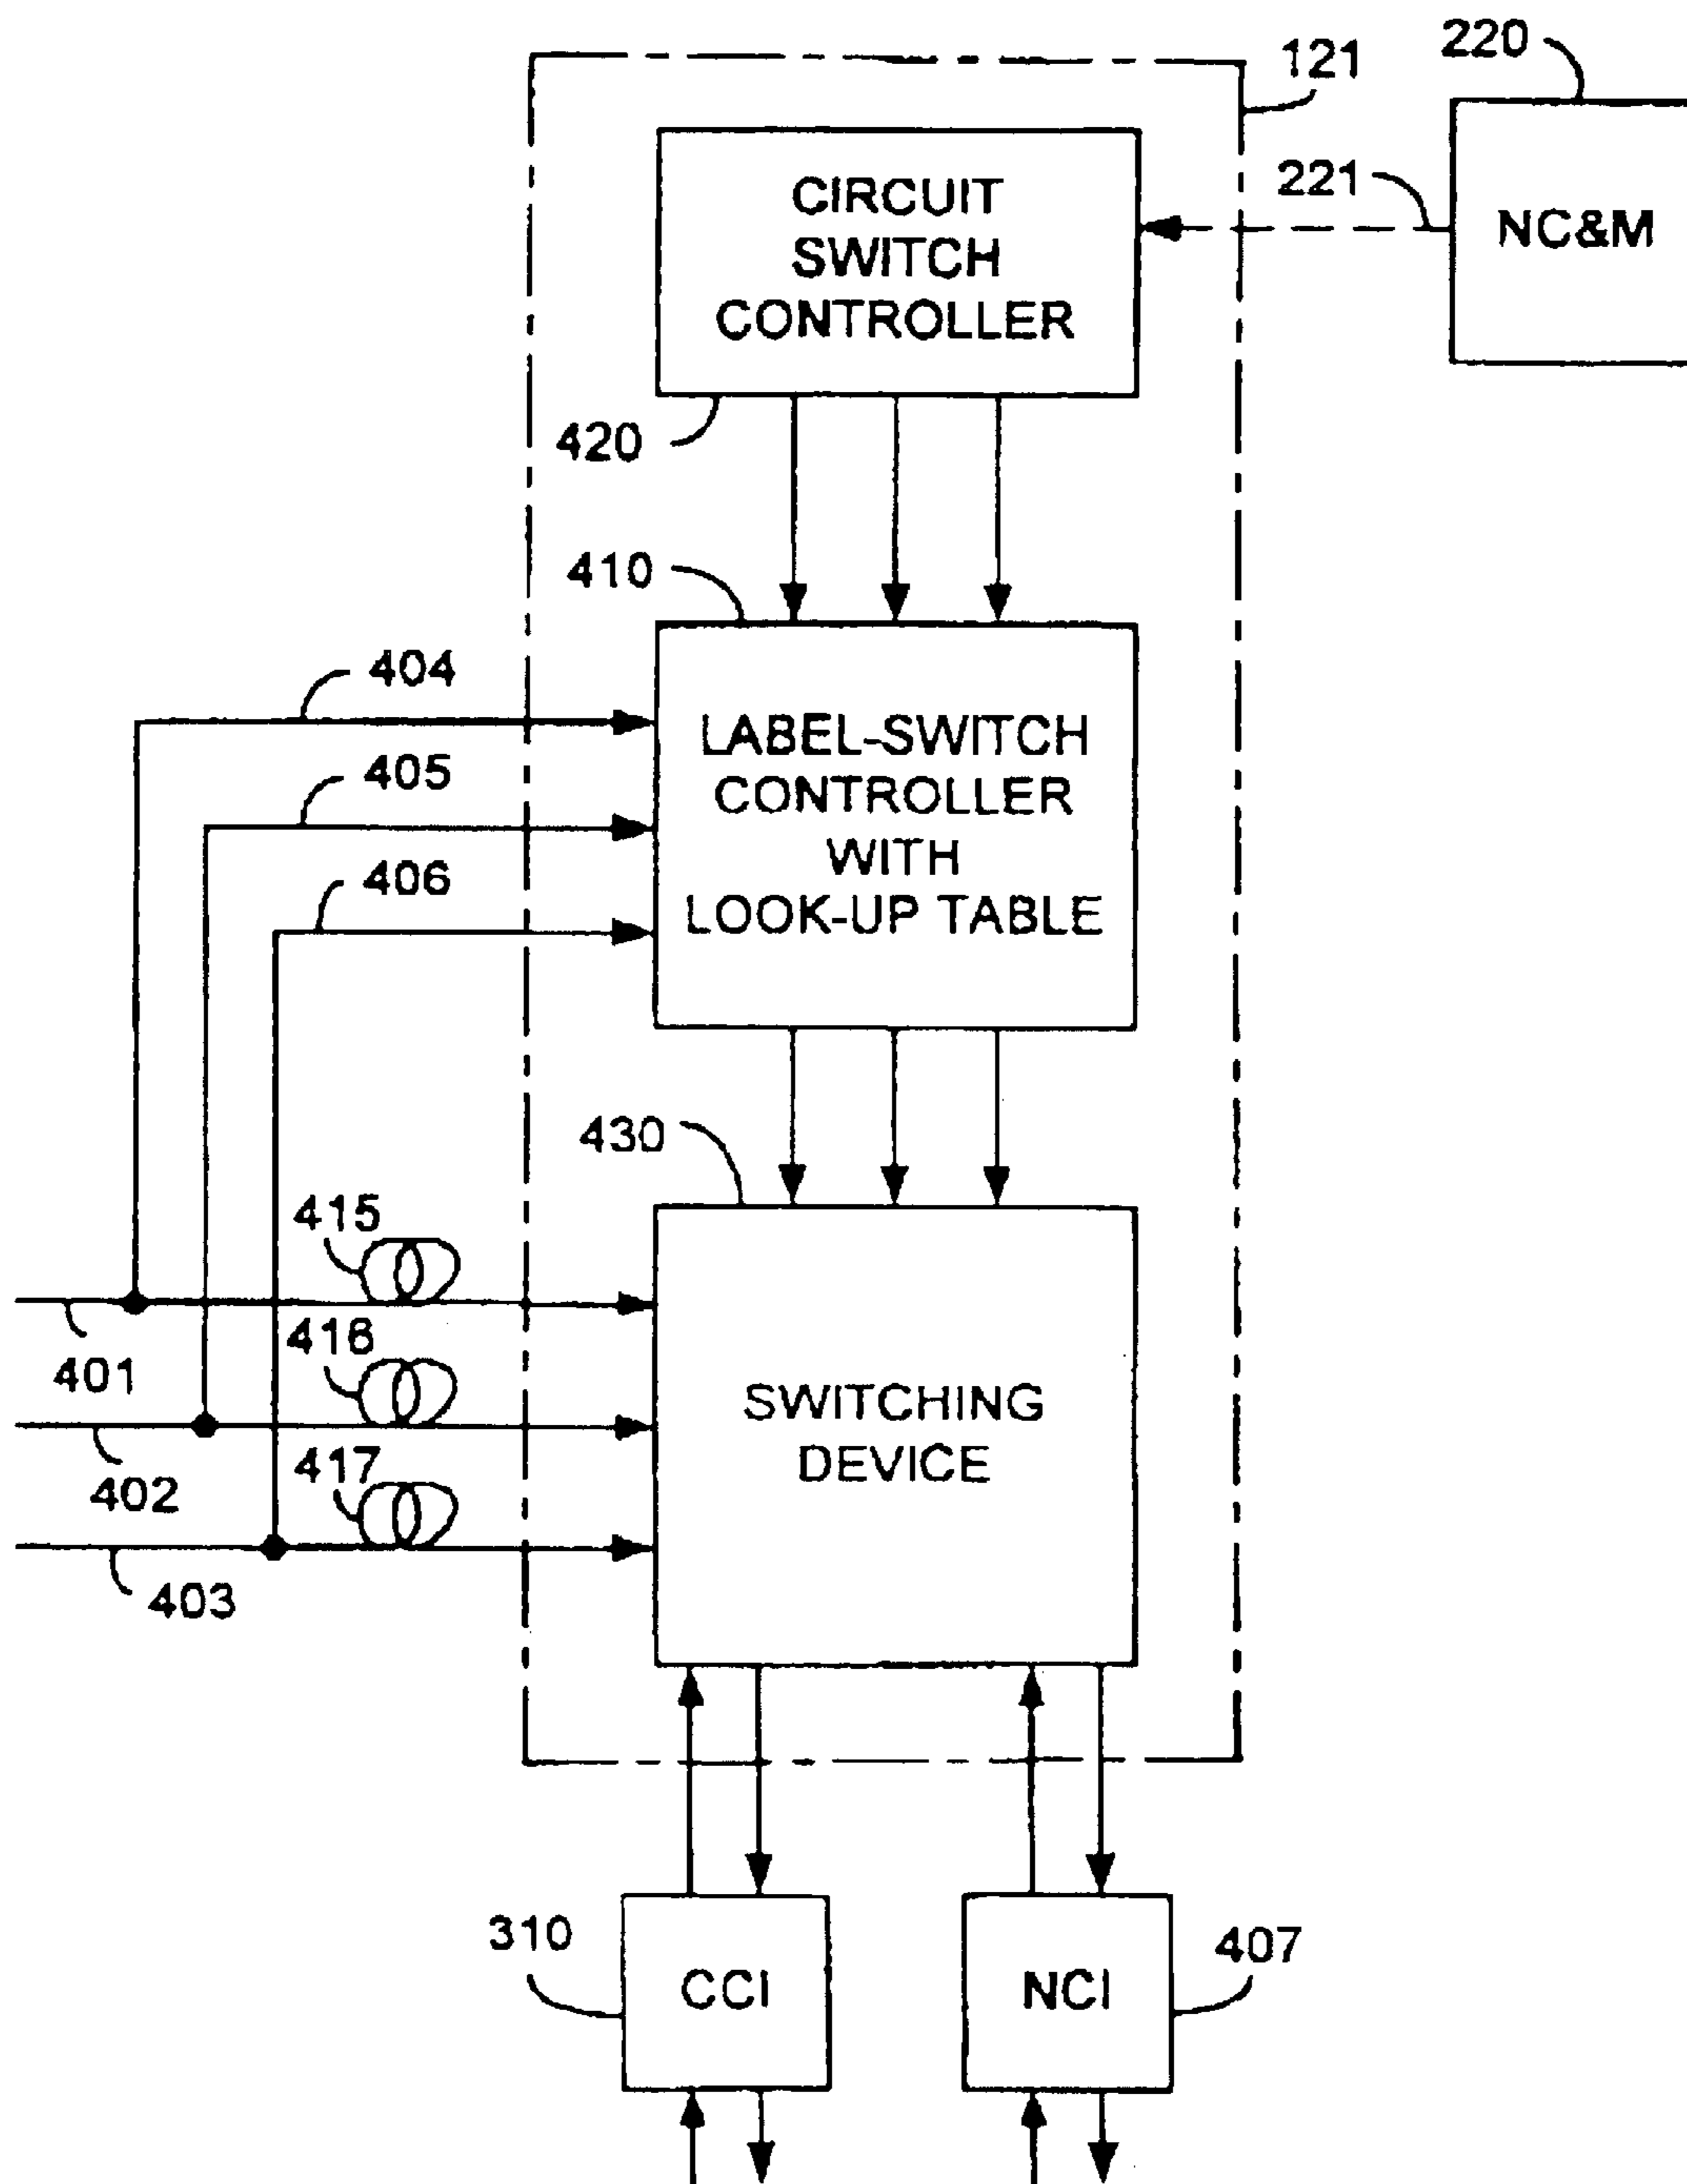 220
121
CIRCUIT
SWITCH
CONTROLLER
221
NC&M
420
410
404
LABEL-SWITCH
CONTROLLER
WITH
LOOK-UP TABLE
405
406
430
415
401
416
SWITCHING
DEVICE
402
417
403
310
CCI
NCI
407